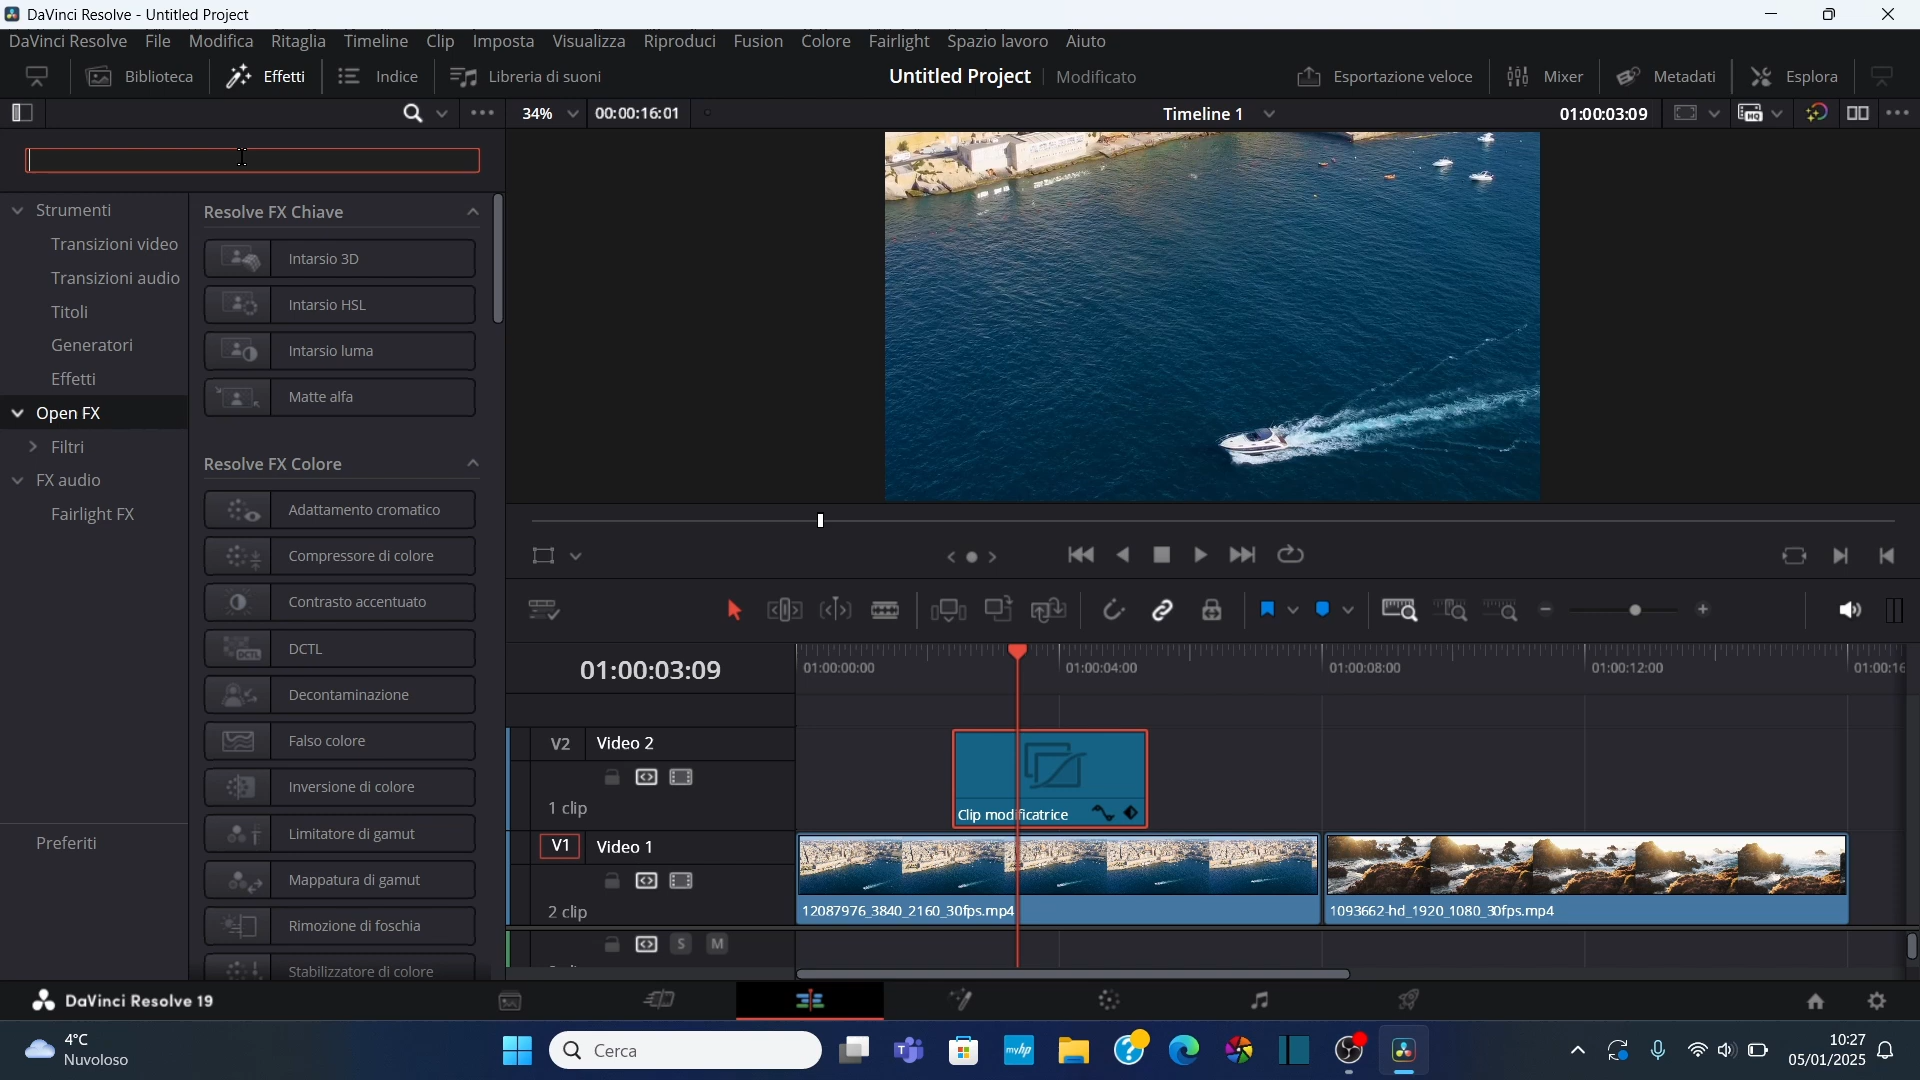 DaVinci Resolve - Untitled Project
DaVinci Resolve File Modifica Ritaglia Timeline Clip Imposta Visualizza Riproduci Fusion Colore Fairlight Spazio lavoro Aiuto
Biblioteca Effetti Indice Libreria di suoni Untitled Project Modificato Esportazione veloce Mixer Metadati Esplora
34% 00:00:16:01 Timeline 1 01:00:03:09 HQ
Strumenti
Transizioni video
Transizioni audio
Titoli
Generatori
Effetti
Open FX
Filtri
FX audio
Fairlight FX
Preferiti
Resolve FX Chiave
Intarsio 3D
Intarsio HSL
Intarsio luma
Matte alfa
Resolve FX Colore
Adattamento cromatico
Compressore di colore
Contrasto accentuato
DCTL
DCTL
Decontaminazione
Falso colore
Inversione di colore
Limitatore di gamut
Mappatura di gamut
Rimozione di foschia
Stabilizzatore di colore
01:00:03:09 01:00:00:00 01:00:04:00 01:00:08:00 01:00:12:00 01:00:16
V2 Video 2
1 clip
Clip modificatrice
V1 Video 1
2 clip
12087976_3840_2160_30fps.mp4 1093662-hd_1920_1080_30fps.mp4
S M
DaVinci Resolve 19
4°C
Nuvoloso
Cerca
myhp
10:27
05/01/2025